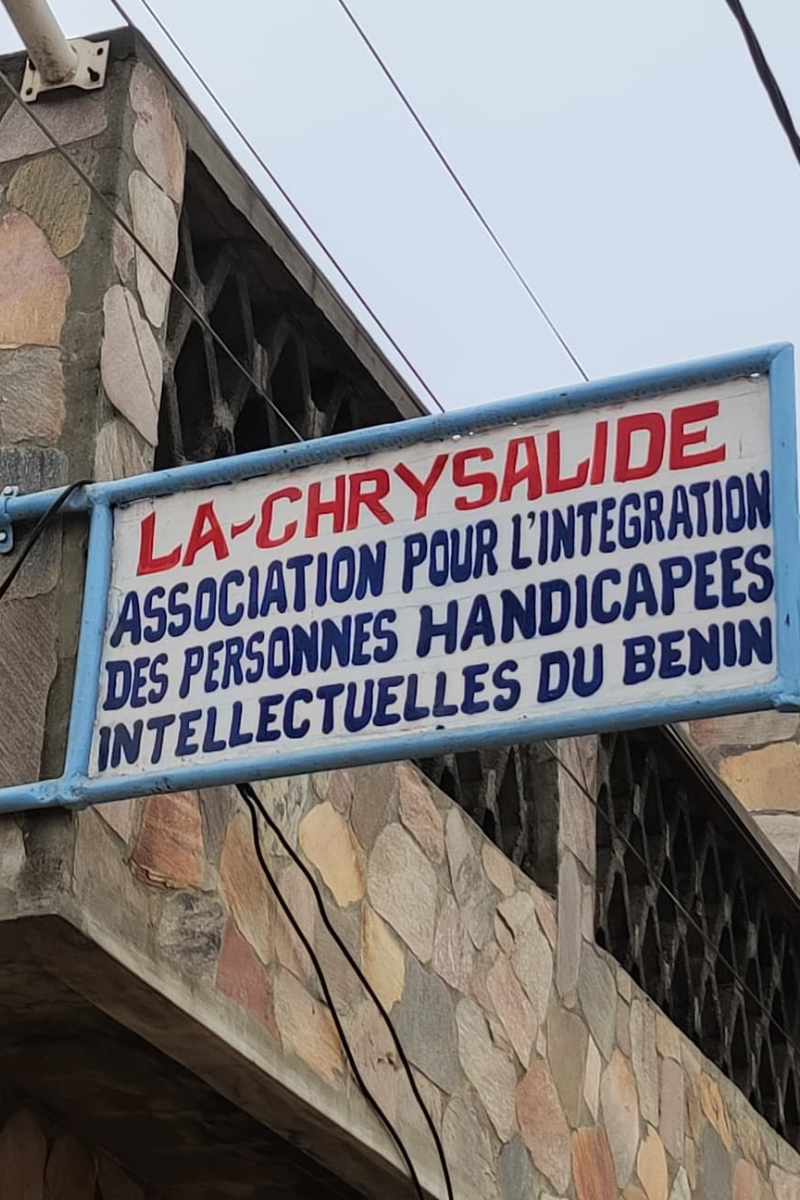 LA-CHRYSALIDE
ASSOCIATION POUR L'INTEGRATION
DES PERSONNES HANDICAPEES
INTELLECTUELLES DU BENIN